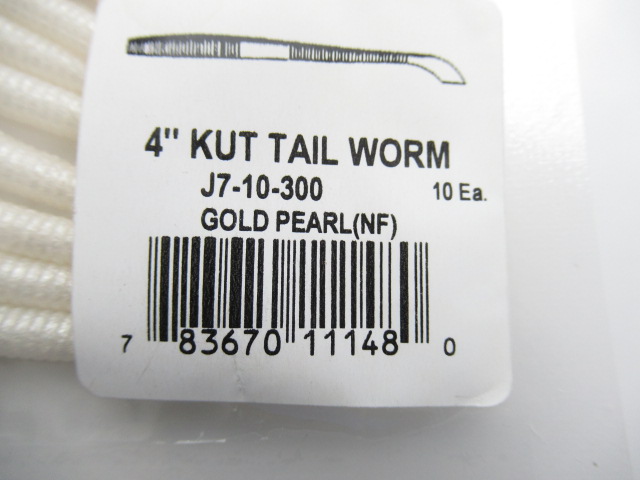 4" KUT TAIL WORM
J7-10-300 10 Ea.
GOLD PEARL(NF)
7 83670 11148 0